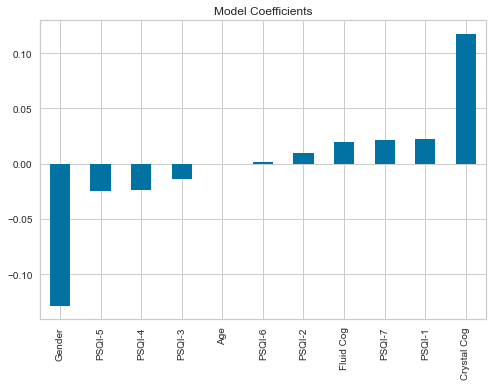 Model Coefficients
0.10
0.05
0.00
−0.05
−0.10
Gender
PSQI-5
PSQI-4
PSQI-3
Age
PSQI-6
PSQI-2
Fluid Cog
PSQI-7
PSQI-1
Crystal Cog